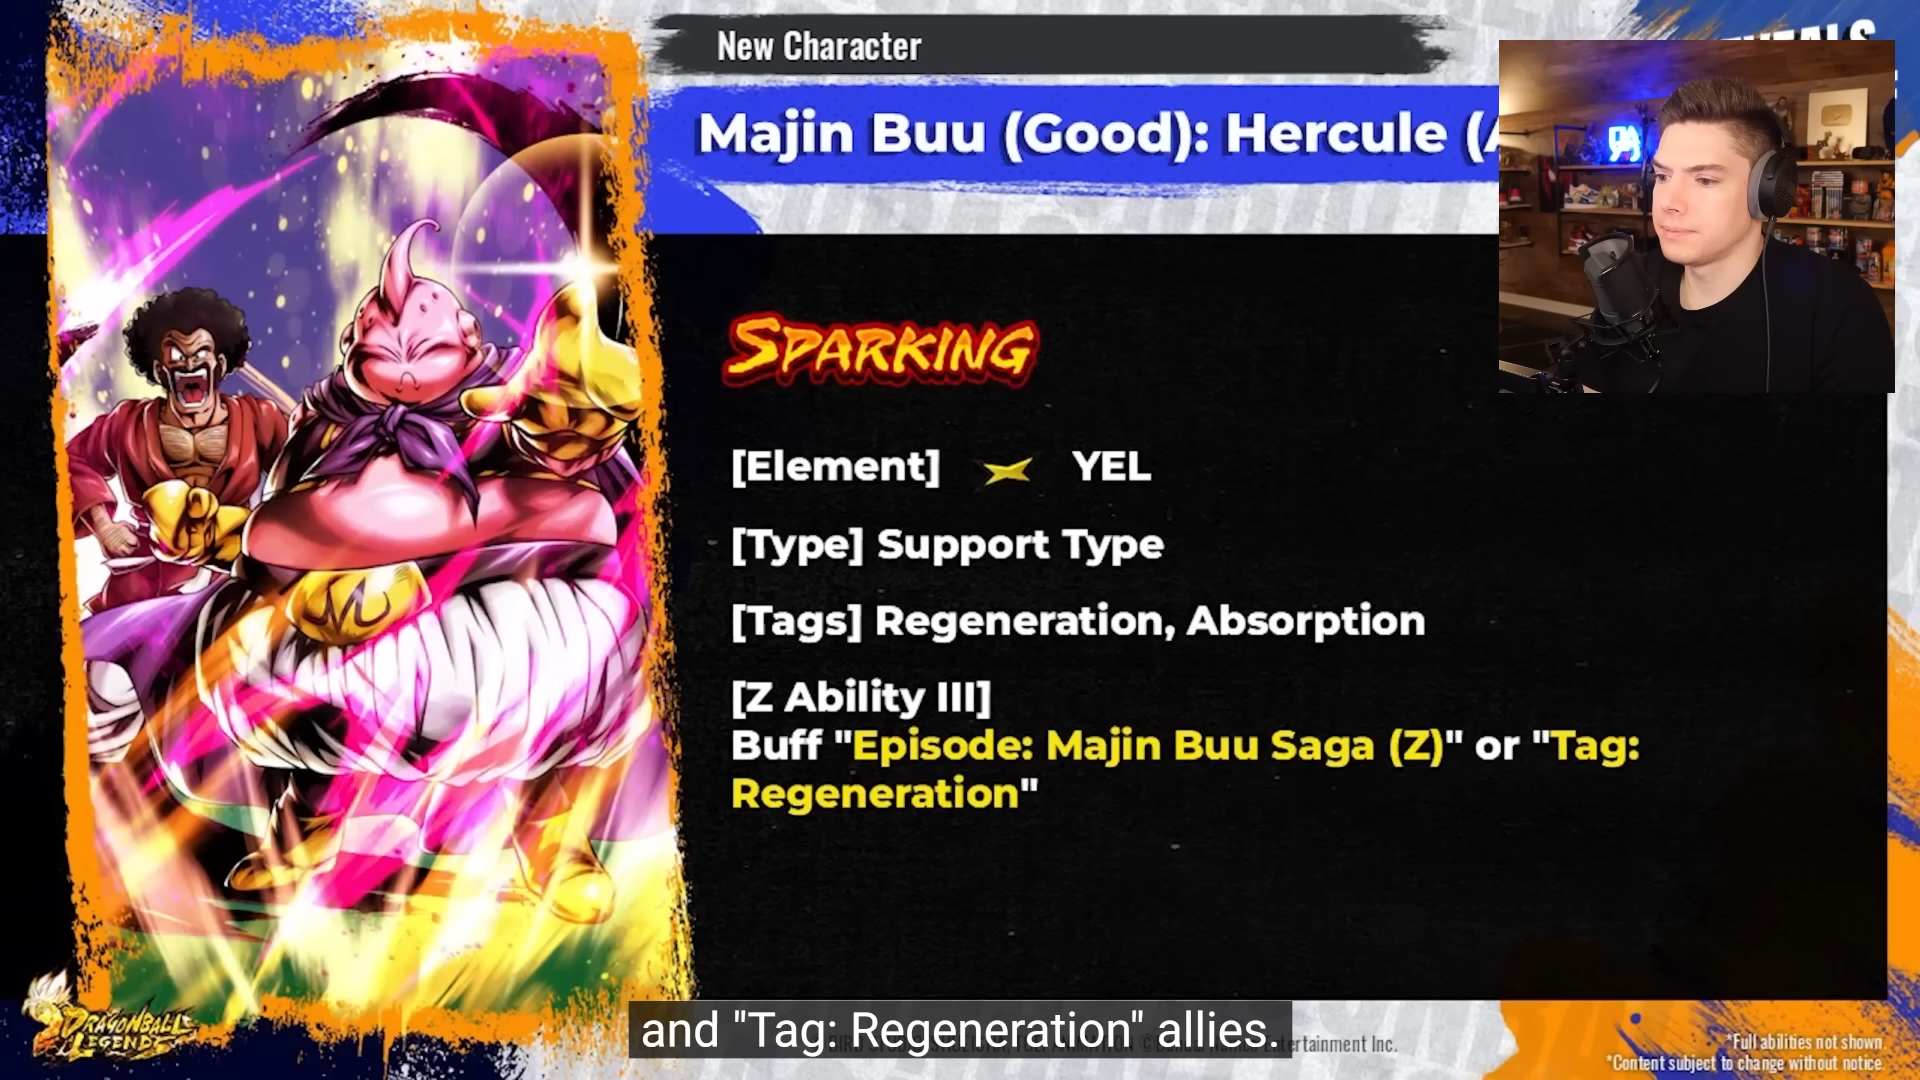 New Character
Majin Buu (Good): Hercule (
SPARKING
[Element] YEL
[Type] Support Type
[Tags] Regeneration, Absorption
[Z Ability III]
Buff "Episode: Majin Buu Saga (Z)" or "Tag:
Regeneration"
and "Tag: Regeneration" allies.
Entertainment Inc.
DRAGONBALL
LEGENDS
*Full abilities not shown.
*Content subject to change without notice.